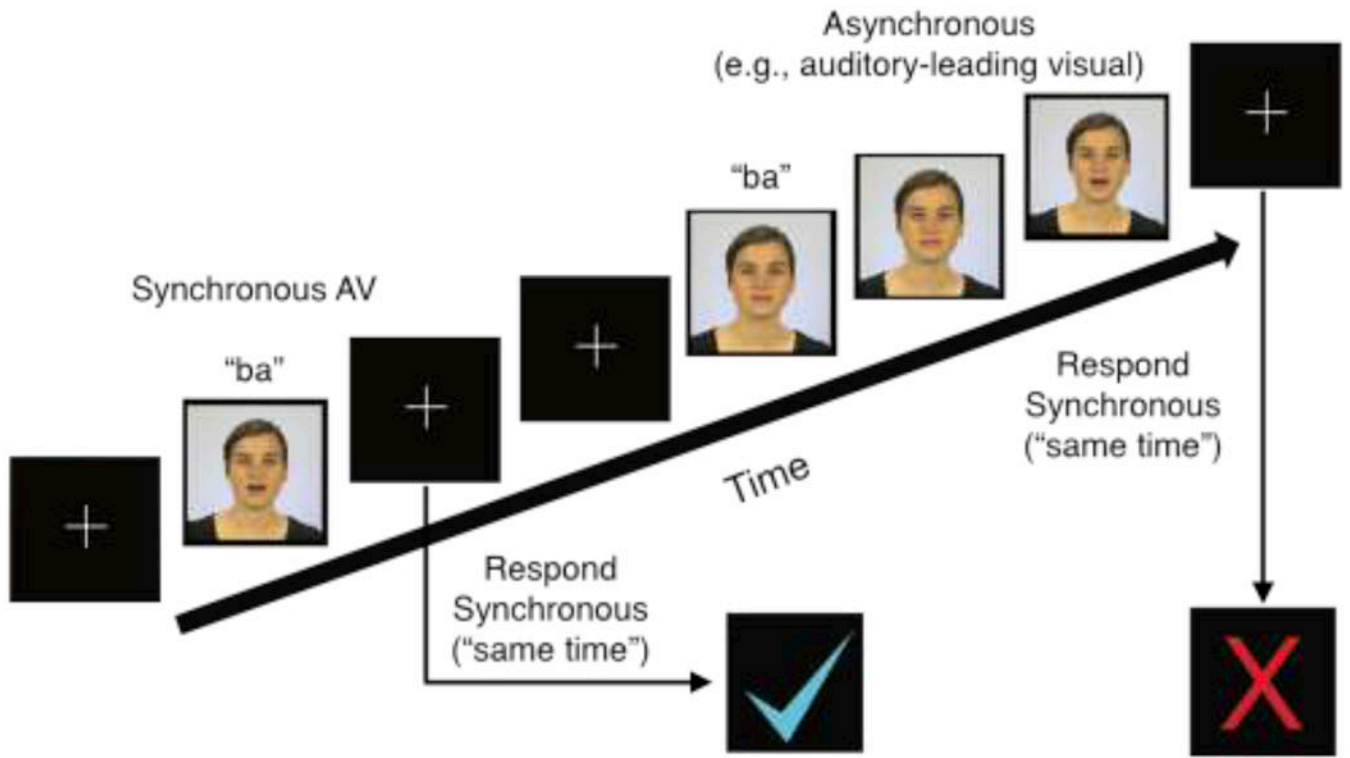 Asynchronous
(e.g., auditory-leading visual)
“ba”
Synchronous AV
“ba”
Respond
Synchronous
(“same time”)
Time
Respond
Synchronous
(“same time”)
X